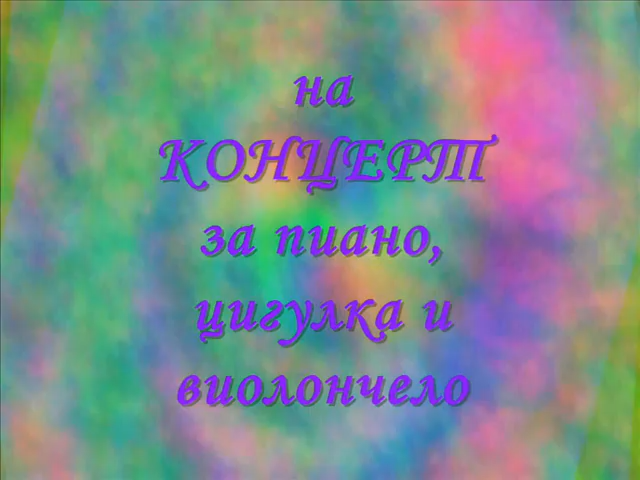 на
КОНЦЕРТ
за пиано,
цигулка и
виолончело